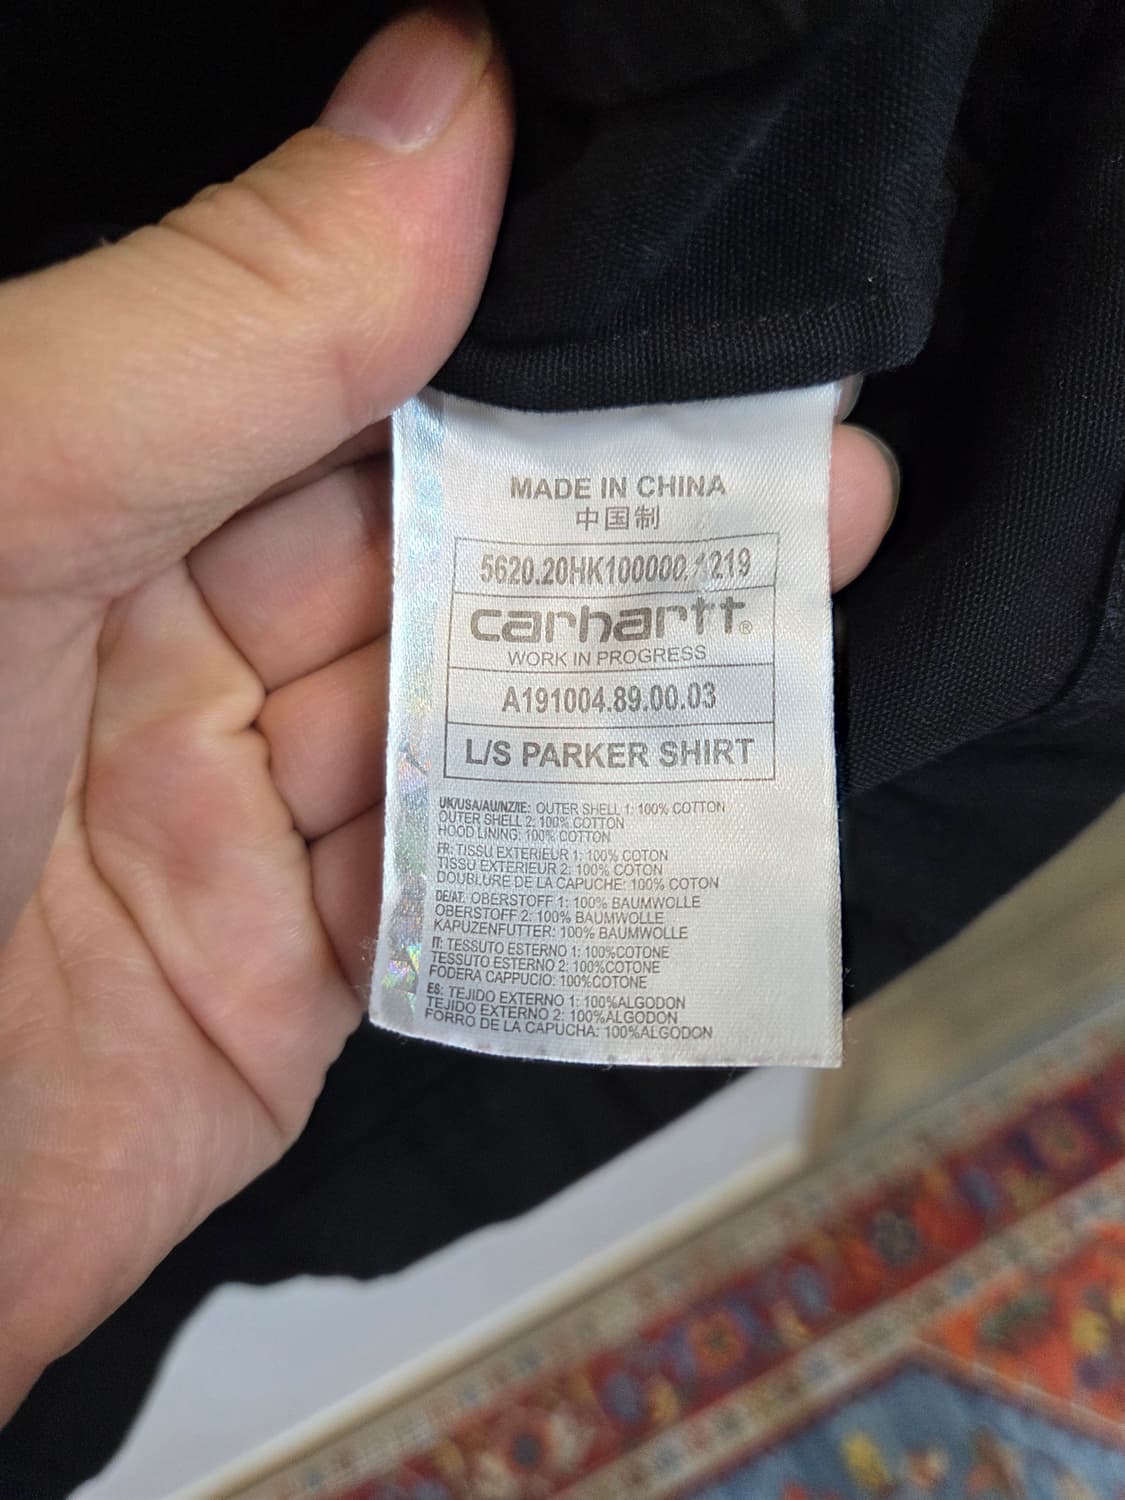 MADE IN CHINA
中国制
5620.20HK100000.1219
carhartt®
WORK IN PROGRESS
A191004.89.00.03
L/S PARKER SHIRT
UK/USA/AU/NZ/IE: OUTER SHELL 1: 100% COTTON
OUTER SHELL 2: 100% COTTON
HOOD LINING: 100% COTTON
FR: TISSU EXTERIEUR 1: 100% COTON
TISSU EXTERIEUR 2: 100% COTON
DOUBLURE DE LA CAPUCHE: 100% COTON
DE/AT: OBERSTOFF 1: 100% BAUMWOLLE
OBERSTOFF 2: 100% BAUMWOLLE
KAPUZENFUTTER: 100% BAUMWOLLE
IT: TESSUTO ESTERNO 1: 100%COTONE
TESSUTO ESTERNO 2: 100%COTONE
FODERA CAPPUCIO: 100%COTONE
ES: TEJIDO EXTERNO 1: 100%ALGODON
TEJIDO EXTERNO 2: 100%ALGODON
FORRO DE LA CAPUCHA: 100%ALGODON